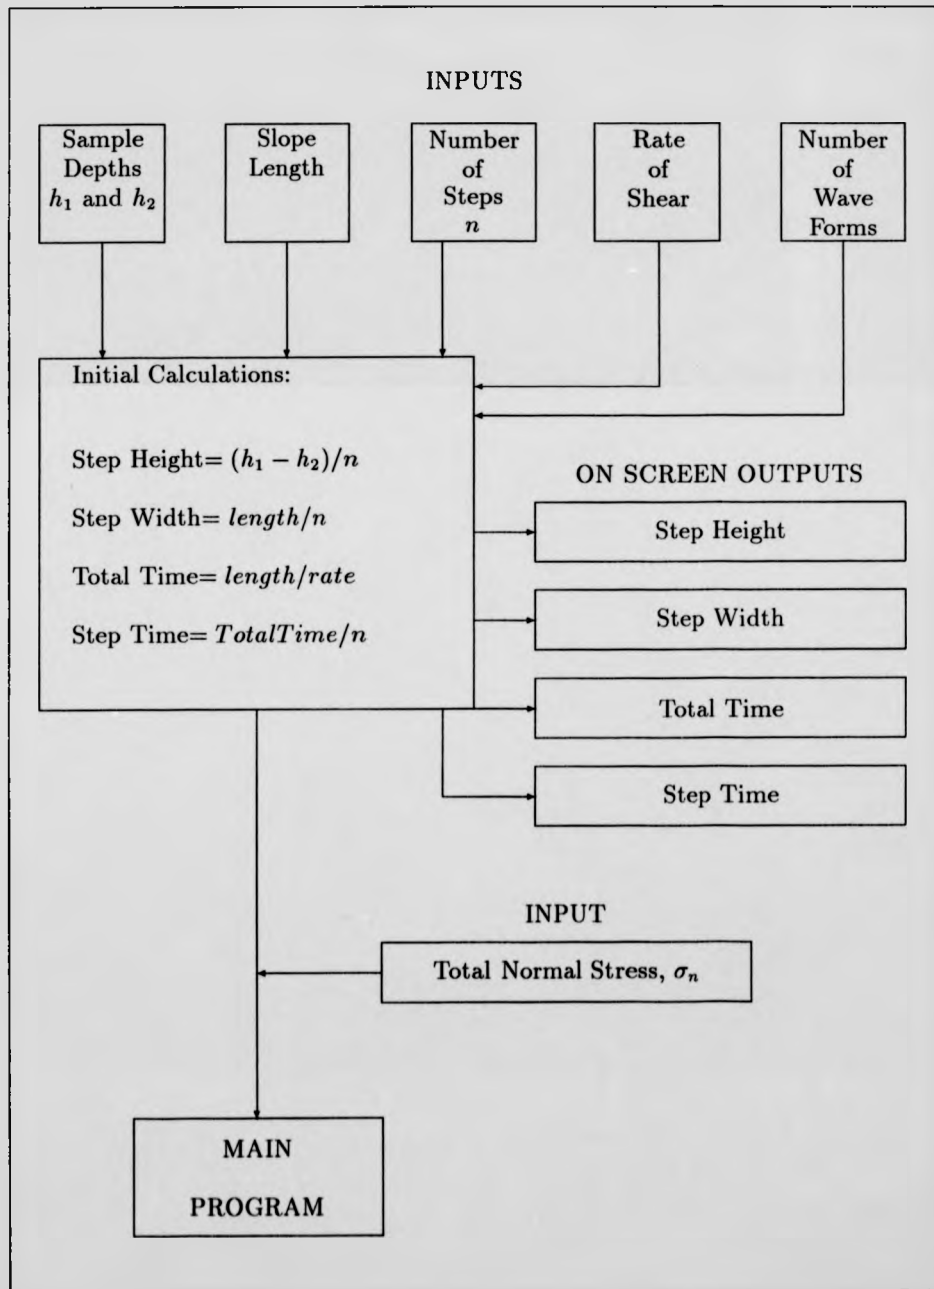 INPUTS
Sample
Depths
h₁ and h₂
Slope
Length
Number
of
Steps
n
Rate
of
Shear
Number
of
Wave
Forms
Initial Calculations:
Step Height= (h₁ − h₂)/n
Step Width= length/n
Total Time= length/rate
Step Time= TotalTime/n
ON SCREEN OUTPUTS
Step Height
Step Width
Total Time
Step Time
INPUT
Total Normal Stress, σₙ
MAIN
PROGRAM